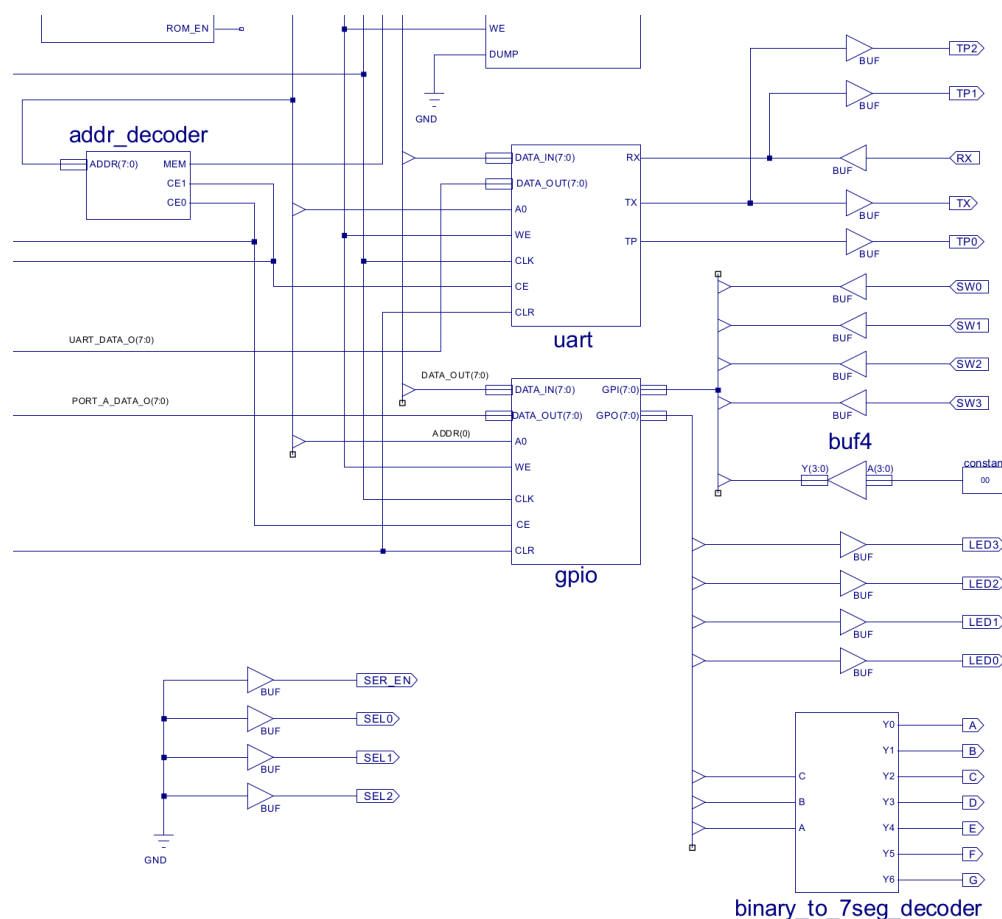 ROM_EN
WE
DUMP
GND
BUF
TP2
BUF
TP1
addr_decoder
ADDR(7:0)
MEM
CE1
CE0
DATA_IN(7:0)
DATA_OUT(7:0)
A0
WE
CLK
CE
CLR
RX
TX
TP
uart
BUF
RX
BUF
TX
BUF
TP0
BUF
SW0
BUF
SW1
BUF
SW2
BUF
SW3
UART_DATA_O(7:0)
PORT_A_DATA_O(7:0)
DATA_OUT(7:0)
ADDR(0)
DATA_IN(7:0)
DATA_OUT(7:0)
A0
WE
CLK
CE
CLR
GPI(7:0)
GPO(7:0)
gpio
buf4
Y(3:0)
A(3:0)
constan
00
BUF
LED3
BUF
LED2
BUF
LED1
BUF
LED0
BUF
SER_EN
BUF
SEL0
BUF
SEL1
BUF
SEL2
GND
C
B
A
Y0
Y1
Y2
Y3
Y4
Y5
Y6
A
B
C
D
E
F
G
binary_to_7seg_decoder